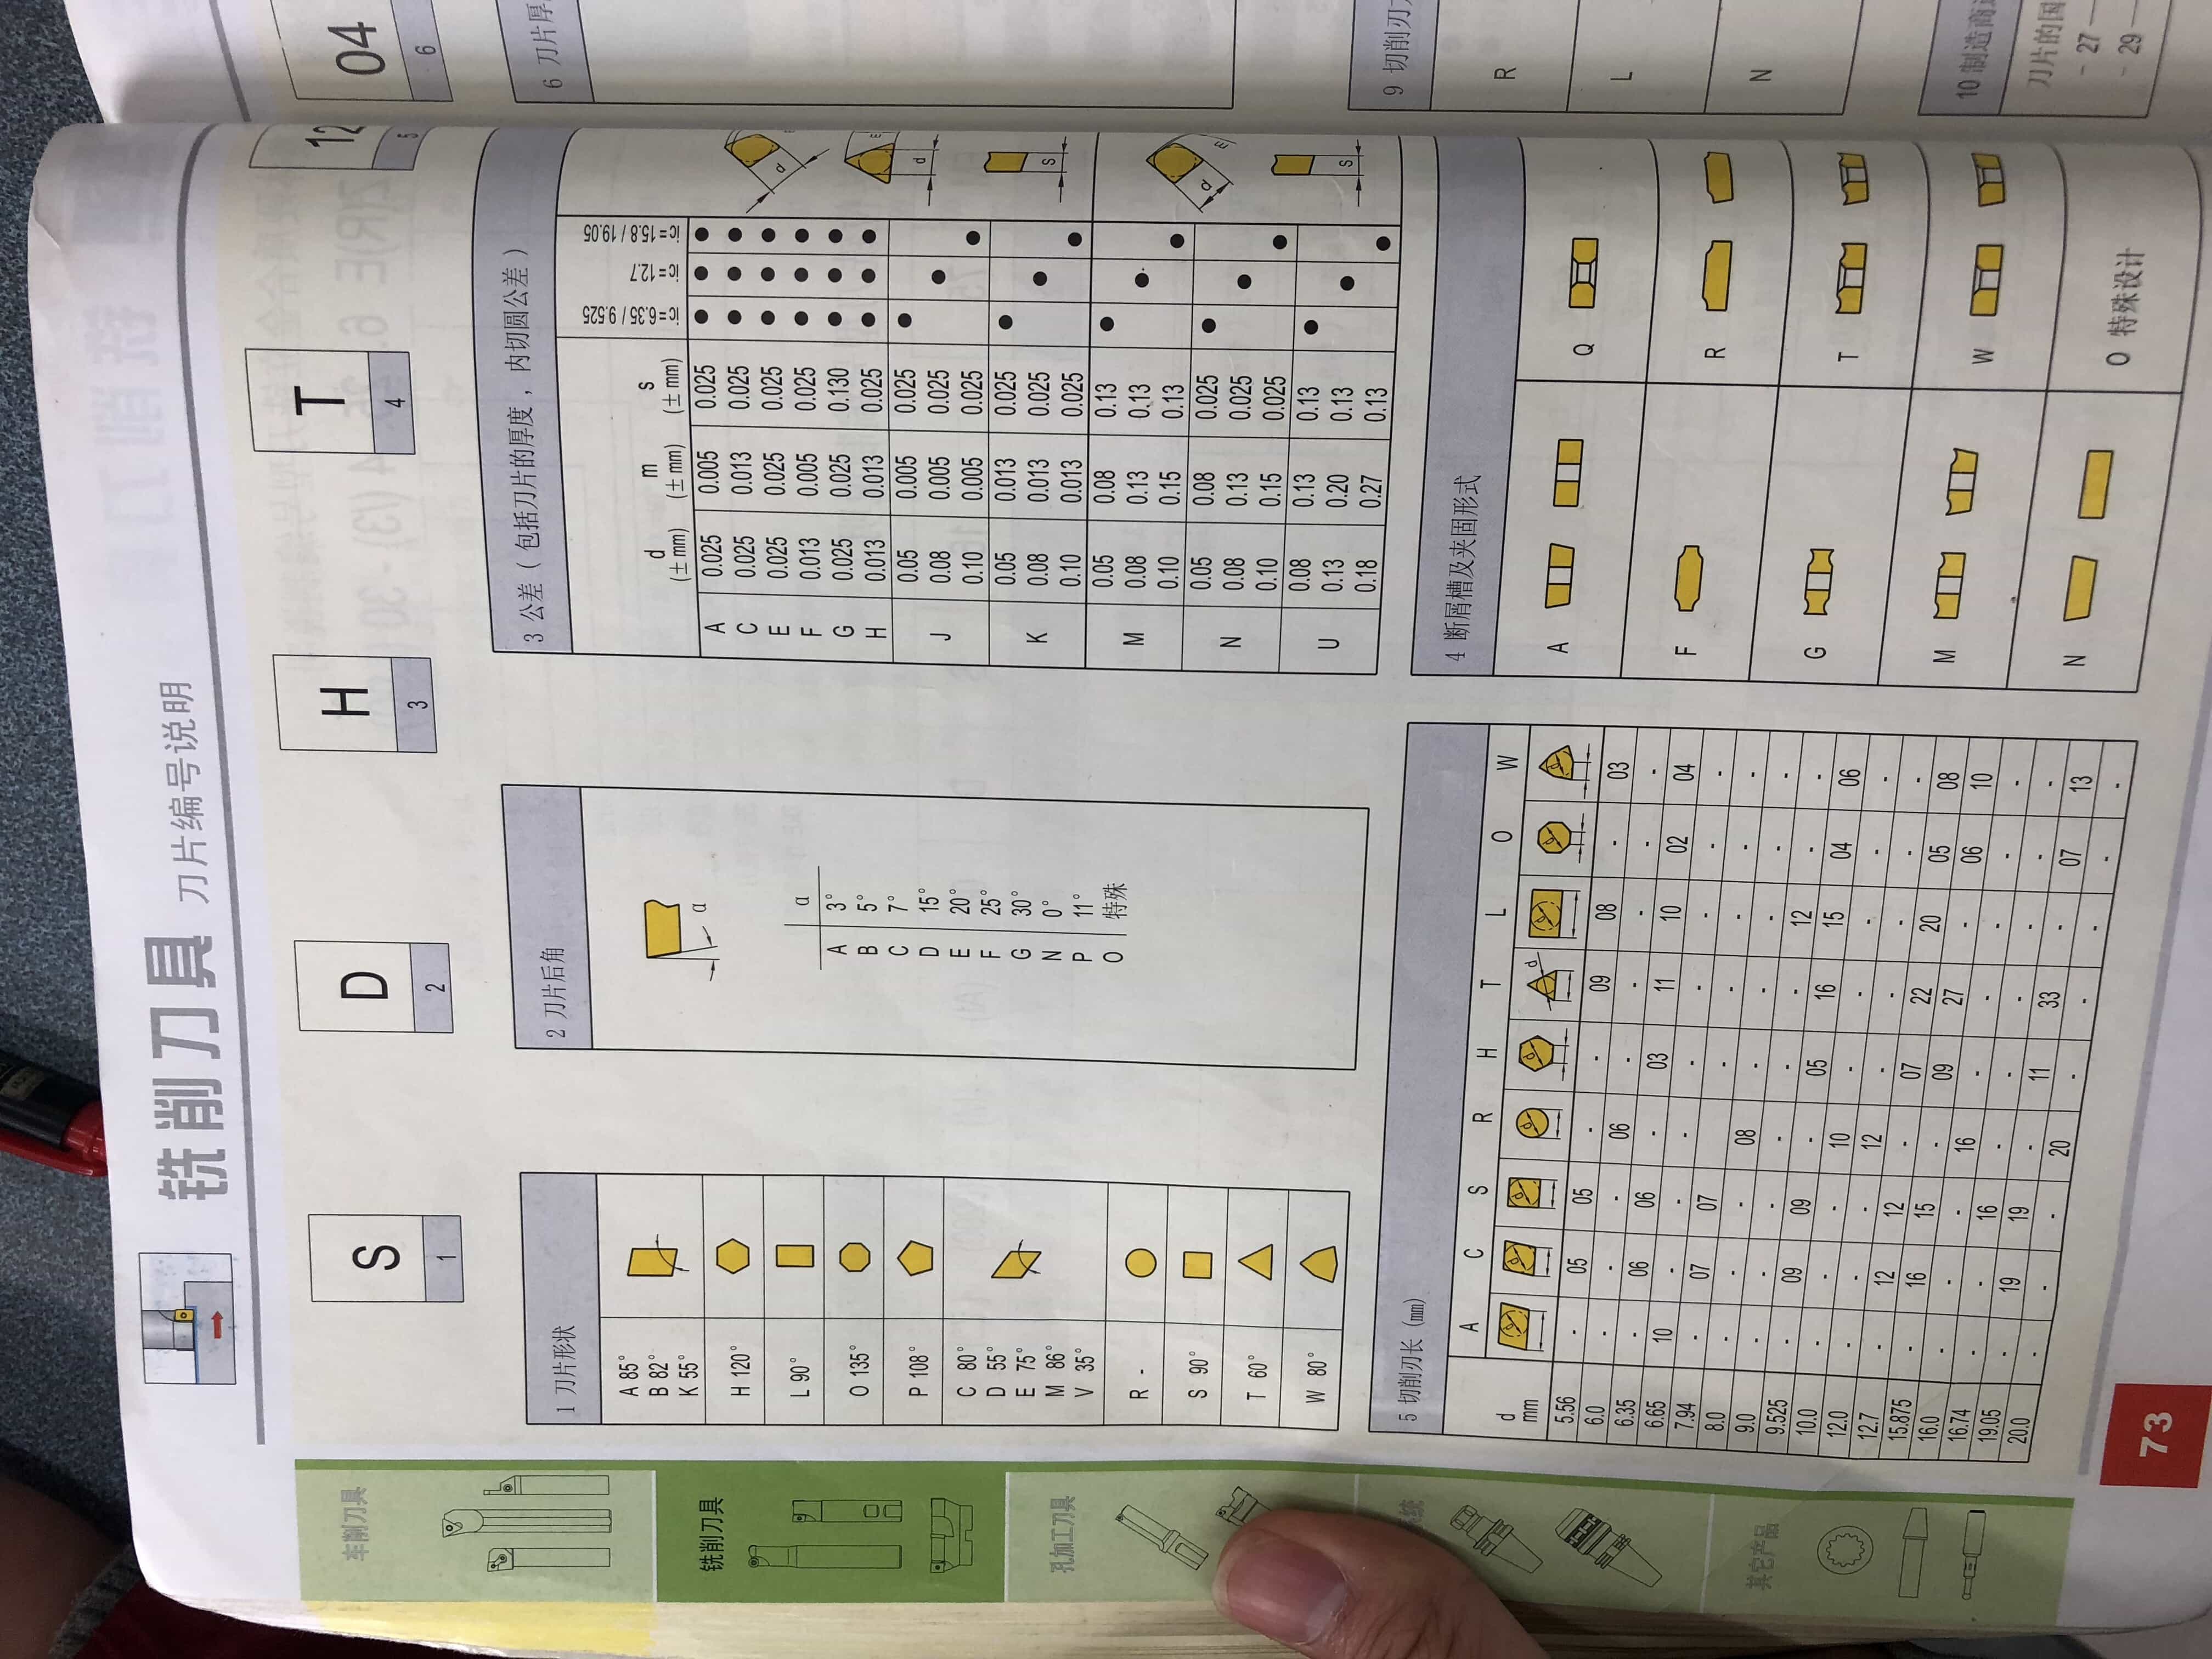 铣削刀具 刀片编号说明
S D H T 12 04
1 2 3 4 5 6
1 刀片形状
A 85°
B 82°
K 55°
H 120°
L 90°
O 135°
P 108°
C 80°
D 55°
E 75°
M 86°
V 35°
R -
S 90°
T 60°
W 80°
2 刀片后角
α
α
A 3°
B 5°
C 7°
D 15°
E 20°
F 25°
G 30°
N 0°
P 11°
O 特殊
3 公差（包括刀片的厚度，内切圆公差）
d (±mm) m (±mm) s (±mm) ic=6.35 / 9.525 ic=12.7 ic=15.8 / 19.05
A 0.025 0.005 0.025 ● ● ●
C 0.025 0.013 0.025 ● ● ●
E 0.025 0.025 0.025 ● ● ●
F 0.013 0.005 0.025 ● ● ●
G 0.025 0.025 0.130 ● ● ●
H 0.013 0.013 0.025 ● ● ●
J 0.05 0.005 0.025 ●
0.08 0.005 0.025 ●
0.10 0.005 0.025 ●
K 0.05 0.013 0.025 ●
0.08 0.013 0.025 ●
0.10 0.013 0.025 ●
M 0.05 0.08 0.13 ●
0.08 0.13 0.13 ●
0.10 0.15 0.13 ●
N 0.05 0.08 0.025 ●
0.08 0.13 0.025 ●
0.10 0.15 0.025 ●
U 0.08 0.13 0.13 ●
0.13 0.20 0.13 ●
0.18 0.27 0.13 ●
d m
d
s
d m
s
5 切削刃长 (mm)
d mm A C S R H T L O W
5.56 - 05 05 - - 09 08 - 03
6.0 - - - 06 - - - - -
6.35 - 06 06 - 03 11 10 02 04
6.65 10 - - - - - - - -
7.94 - 07 07 - - - - - -
8.0 - - - 08 - - - - -
9.0 - - - - - - 12 - -
9.525 - 09 09 - 05 16 15 04 06
10.0 - - - 10 - - - - -
12.0 - - - 12 - - - - -
12.7 - 12 12 - 07 22 20 05 08
15.875 - 16 15 - 09 27 - 06 10
16.0 - - - 16 - - - - -
16.74 - - 16 - - - - - -
19.05 - 19 19 - 11 33 - 07 13
20.0 - - - 20 - - - - -
4 断屑槽及夹固形式
A Q
F R
G T
M W
N O 特殊设计
车削刀具
铣削刀具
孔加工刀具
其它产品
73
6 刀片厚
9 切削刃
R
L
N
10 制造商
刀片的国
- 27 -
- 29 -